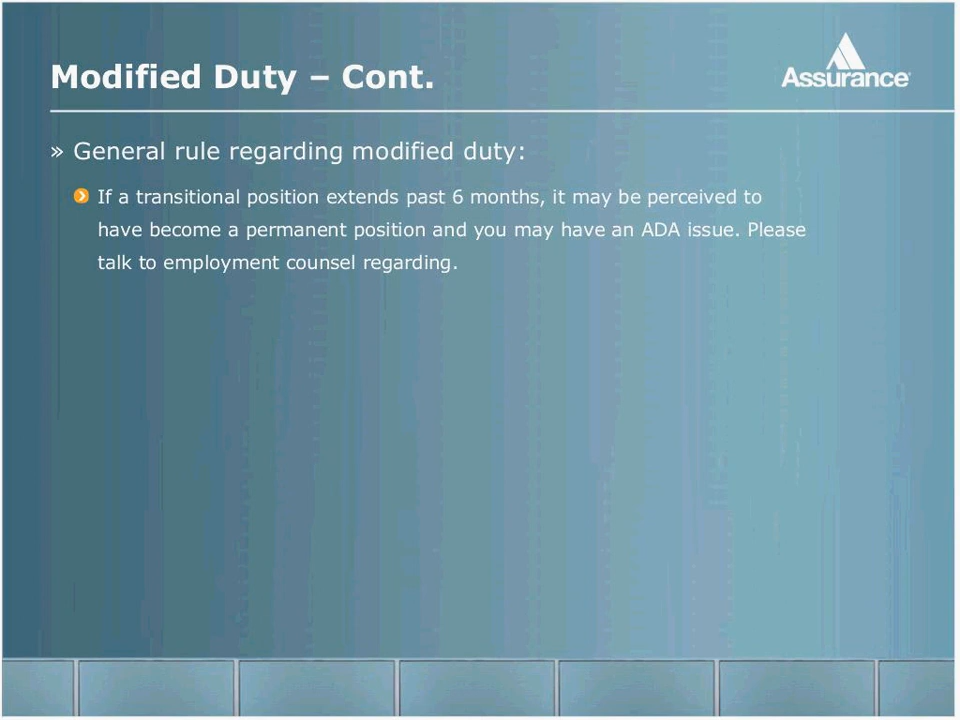 Modified Duty – Cont.
Assurance
» General rule regarding modified duty:
If a transitional position extends past 6 months, it may be perceived to
have become a permanent position and you may have an ADA issue. Please
talk to employment counsel regarding.